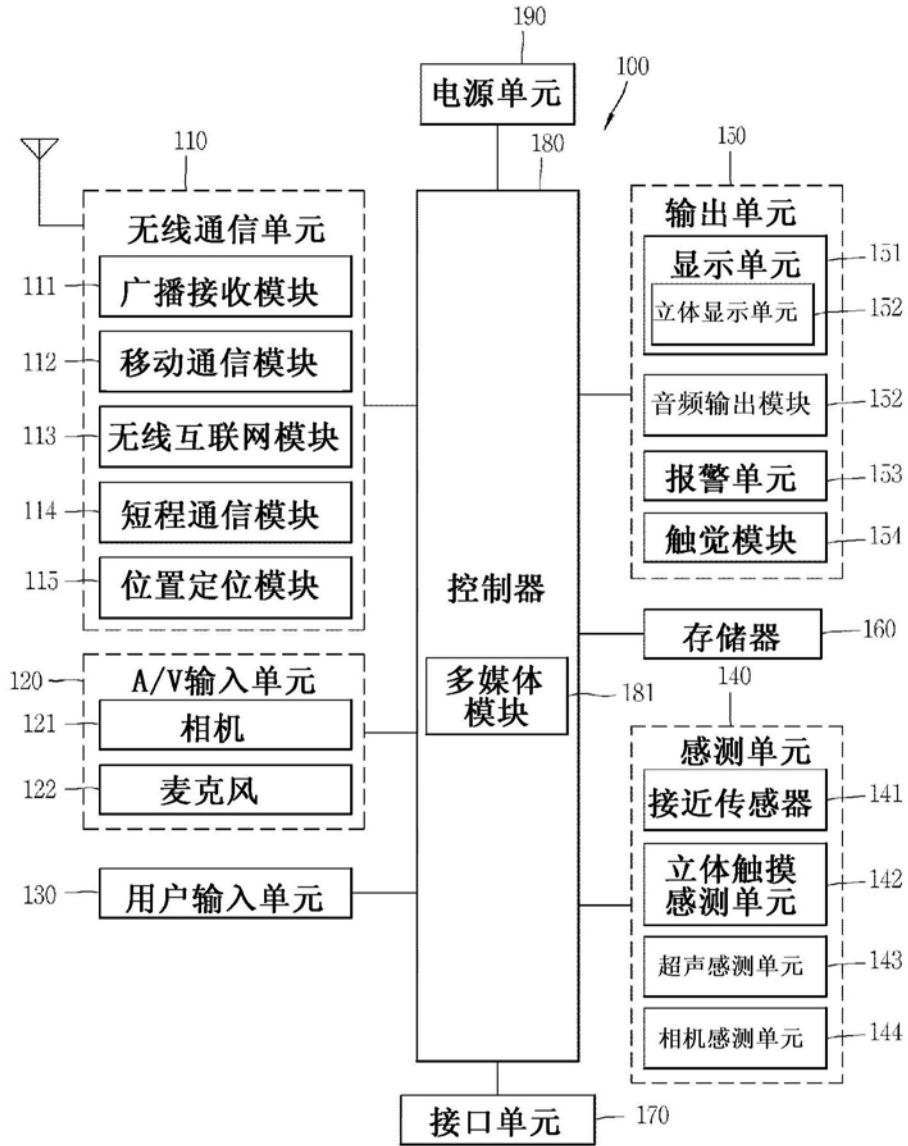 190
电源单元
100
180
110
无线通信单元
111
广播接收模块
112
移动通信模块
113
无线互联网模块
114
短程通信模块
115
位置定位模块
120
A/V输入单元
121
相机
122
麦克风
130
用户输入单元
控制器
多媒体
模块
181
150
输出单元
显示单元
151
立体显示单元
152
音频输出模块
152
报警单元
153
触觉模块
154
存储器
160
140
感测单元
接近传感器
141
立体触摸
感测单元
142
超声感测单元
143
相机感测单元
144
接口单元
170